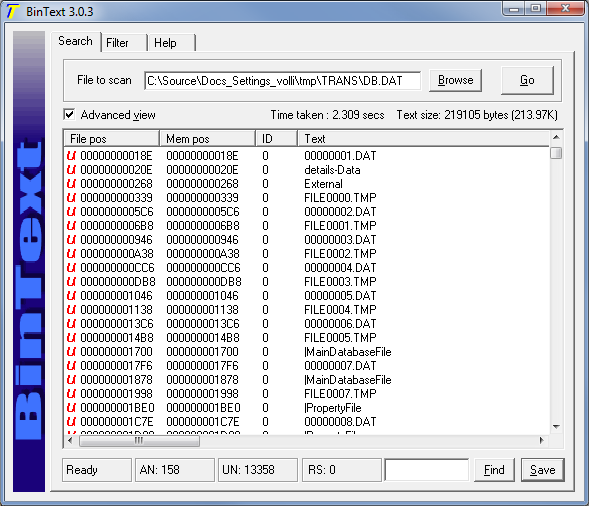 BinText 3.0.3
Search Filter Help
File to scan C:\Source\Docs_Settings_volli\tmp\TRANS\DB.DAT Browse Go
Advanced view Time taken : 2.309 secs Text size: 219105 bytes (213.97K)
File pos Mem pos ID Text
U 00000000018E 00000000018E 0 00000001.DAT
U 00000000020E 00000000020E 0 details-Data
U 000000000268 000000000268 0 External
U 000000000339 000000000339 0 FILE0000.TMP
U 0000000005C6 0000000005C6 0 00000002.DAT
U 0000000006B8 0000000006B8 0 FILE0001.TMP
U 000000000946 000000000946 0 00000003.DAT
U 000000000A38 000000000A38 0 FILE0002.TMP
U 000000000CC6 000000000CC6 0 00000004.DAT
U 000000000DB8 000000000DB8 0 FILE0003.TMP
U 000000001046 000000001046 0 00000005.DAT
U 000000001138 000000001138 0 FILE0004.TMP
U 0000000013C6 0000000013C6 0 00000006.DAT
U 0000000014B8 0000000014B8 0 FILE0005.TMP
U 000000001700 000000001700 0 |MainDatabaseFile
U 0000000017F6 0000000017F6 0 00000007.DAT
U 000000001878 000000001878 0 |MainDatabaseFile
U 000000001998 000000001998 0 FILE0007.TMP
U 000000001BE0 000000001BE0 0 |PropertyFile
U 000000001C7E 000000001C7E 0 00000008.DAT
BinText
Ready AN: 158 UN: 13358 RS: 0 Find Save